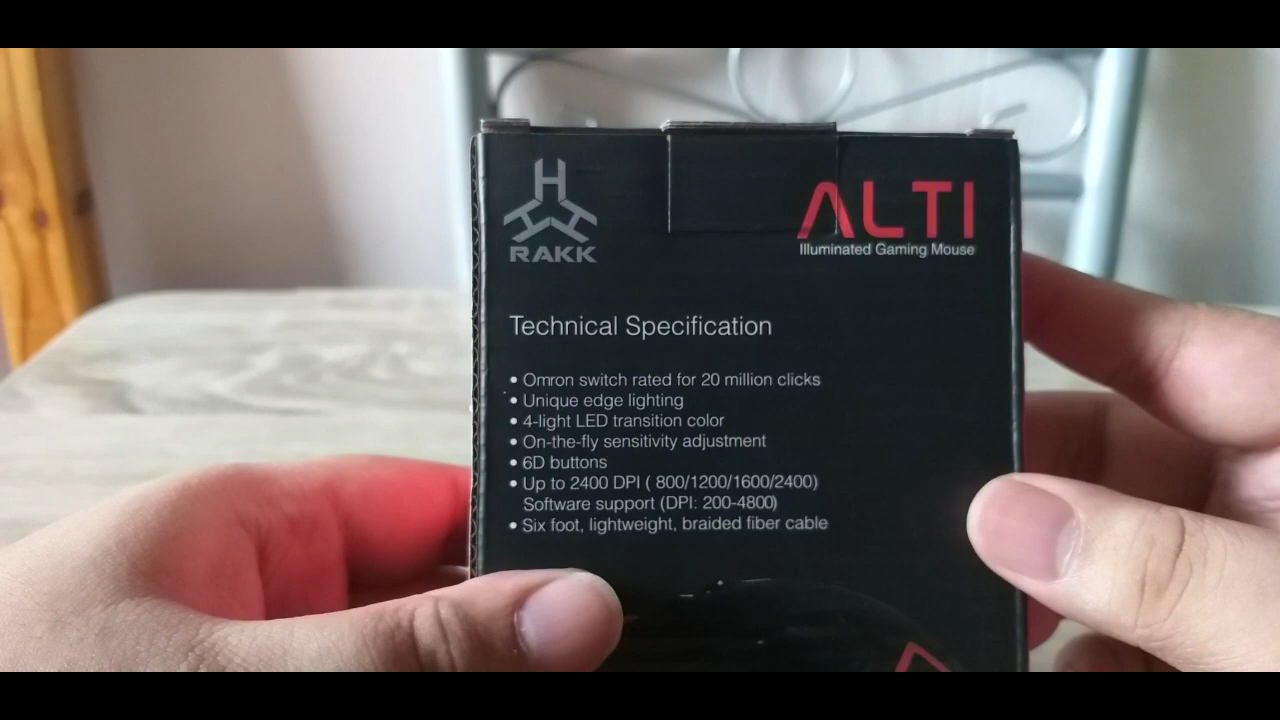 H
RAKK
ALTI
Illuminated Gaming Mouse
Technical Specification
• Omron switch rated for 20 million clicks
• Unique edge lighting
• 4-light LED transition color
• On-the-fly sensitivity adjustment
• 6D buttons
• Up to 2400 DPI ( 800/1200/1600/2400)
Software support (DPI: 200-4800)
• Six foot, lightweight, braided fiber cable